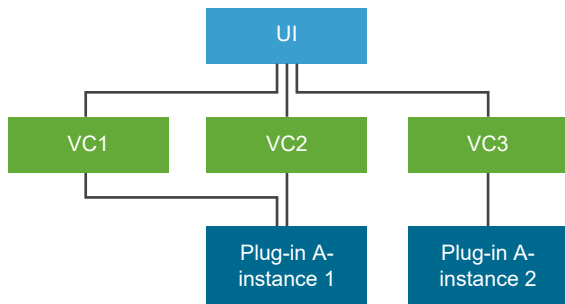 UI
VC1
VC2
VC3
Plug-in A-
instance 1
Plug-in A-
instance 2